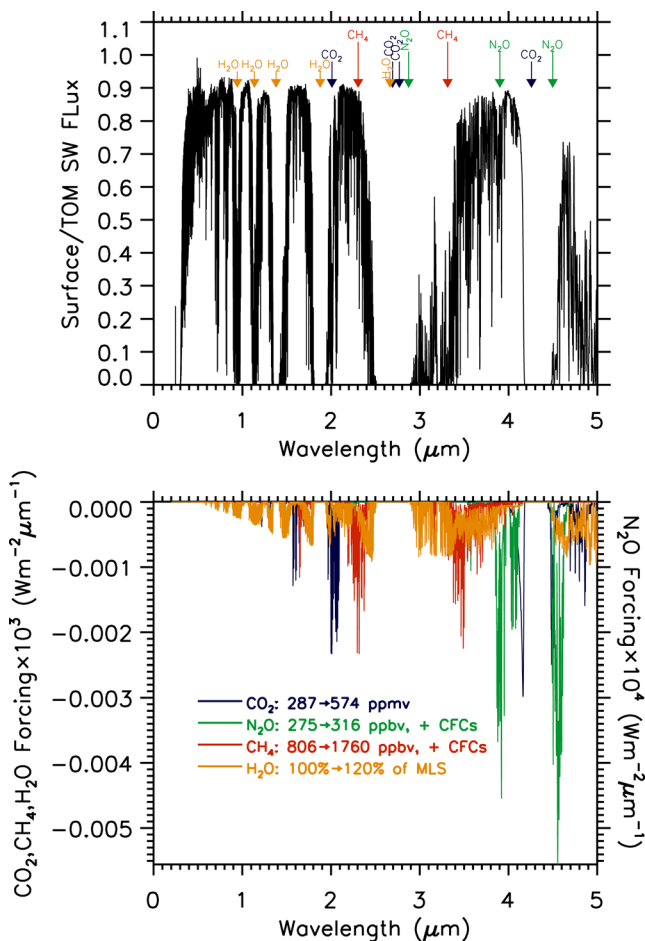 1.1
1.0
0.9
0.8
0.7
0.6
0.5
0.4
0.3
0.2
0.1
0.0
Surface/TOM SW FLux
H₂O
H₂O
H₂O
H₂O
CO₂
CH₄
H₂O
CO₂
CO₂
N₂O
CH₄
N₂O
CO₂
N₂O
0 1 2 3 4 5
Wavelength (μm)
0.000
−0.001
−0.002
−0.003
−0.004
−0.005
CO₂,CH₄,H₂O Forcing×10³ (Wm⁻²μm⁻¹)
N₂O Forcing×10⁴ (Wm⁻²μm⁻¹)
CO₂: 287→574 ppmv
N₂O: 275→316 ppbv, + CFCs
CH₄: 806→1760 ppbv, + CFCs
H₂O: 100%→120% of MLS
0 1 2 3 4 5
Wavelength (μm)